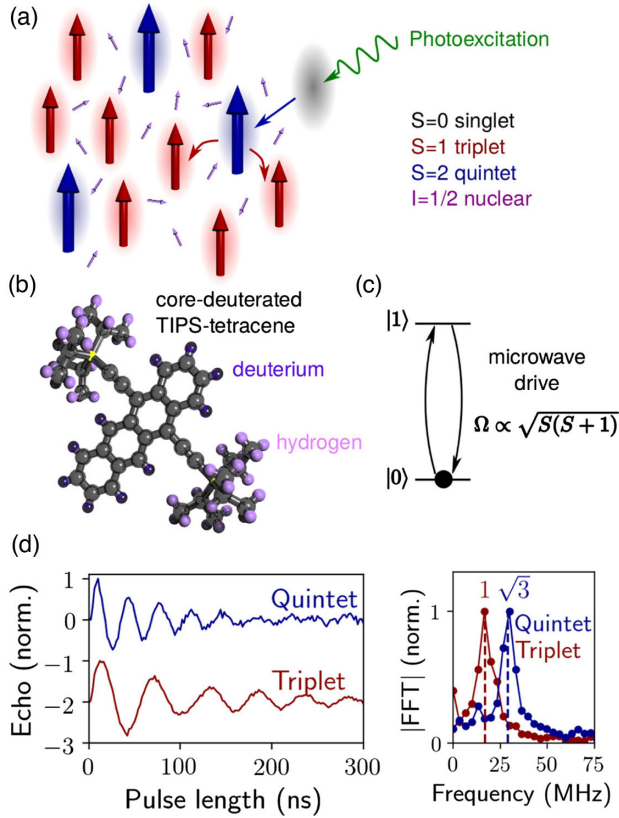 (a)
Photoexcitation
S=0 singlet
S=1 triplet
S=2 quintet
I=1/2 nuclear
(b)
core-deuterated
TIPS-tetracene
deuterium
hydrogen
(c)
|1⟩
microwave
drive
Ω ∝ √S(S+1)
|0⟩
(d)
Echo (norm.)
1
0
−1
−2
−3
Quintet
Triplet
0 100 200 300
Pulse length (ns)
|FFT| (norm.)
1
0
1 √3
Quintet
Triplet
0 25 50 75
Frequency (MHz)